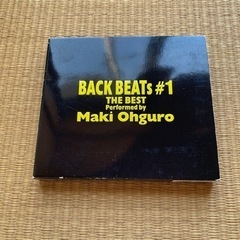 BACK BEATs #1
THE BEST
Performed by
Maki Ohguro